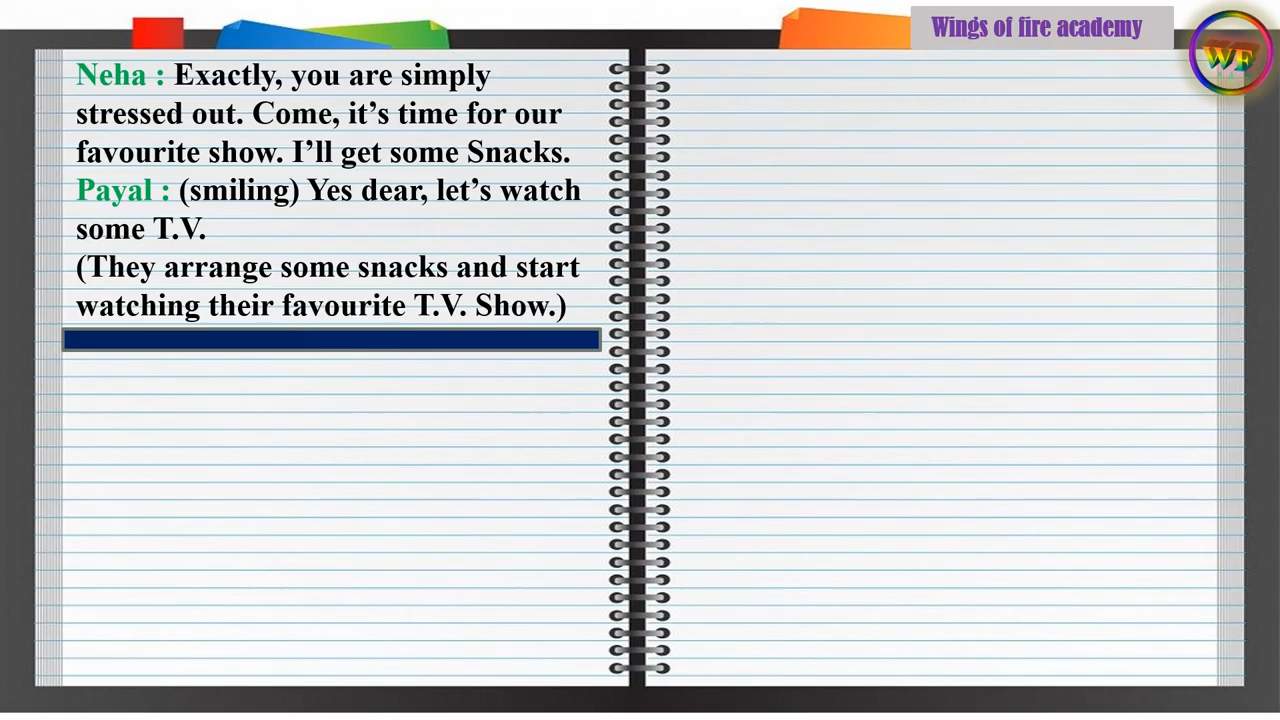 Wings of fire academy
WF
Neha : Exactly, you are simply
stressed out. Come, it’s time for our
favourite show. I’ll get some Snacks.
Payal : (smiling) Yes dear, let’s watch
some T.V.
(They arrange some snacks and start
watching their favourite T.V. Show.)